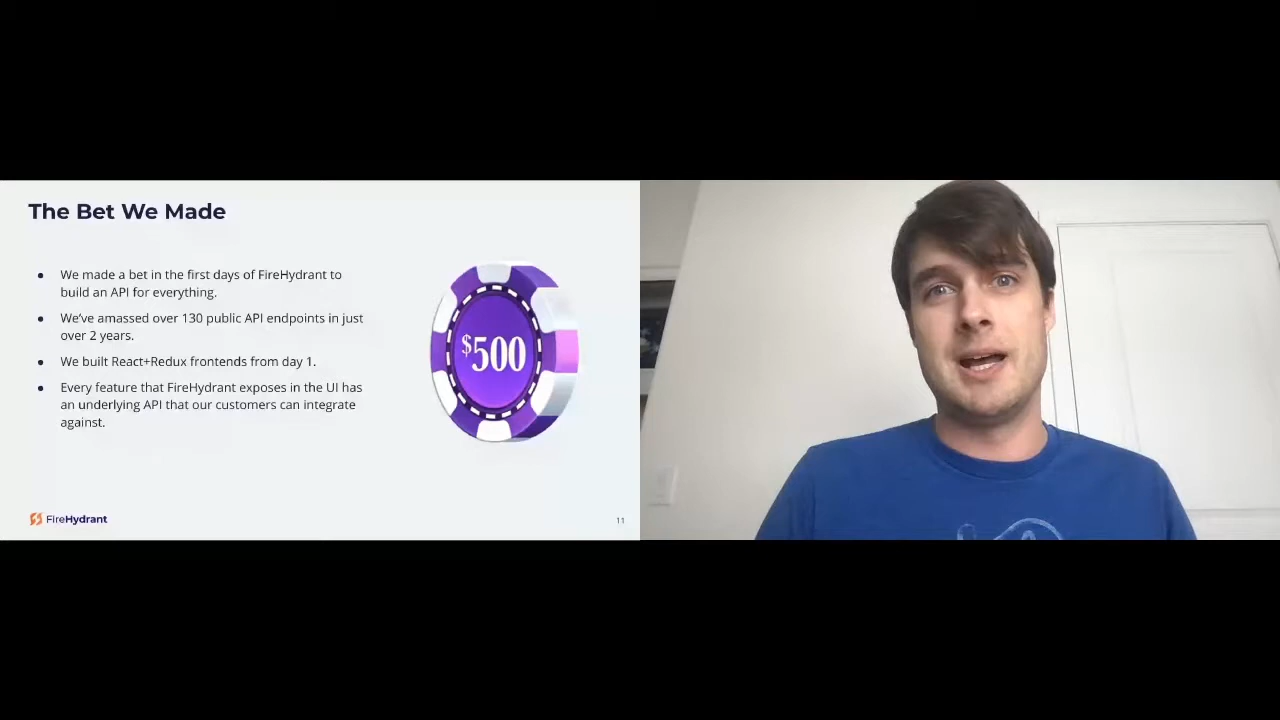 The Bet We Made
● We made a bet in the first days of FireHydrant to
build an API for everything.
● We’ve amassed over 130 public API endpoints in just
over 2 years.
● We built React+Redux frontends from day 1.
● Every feature that FireHydrant exposes in the UI has
an underlying API that our customers can integrate
against.
$500
FireHydrant
11